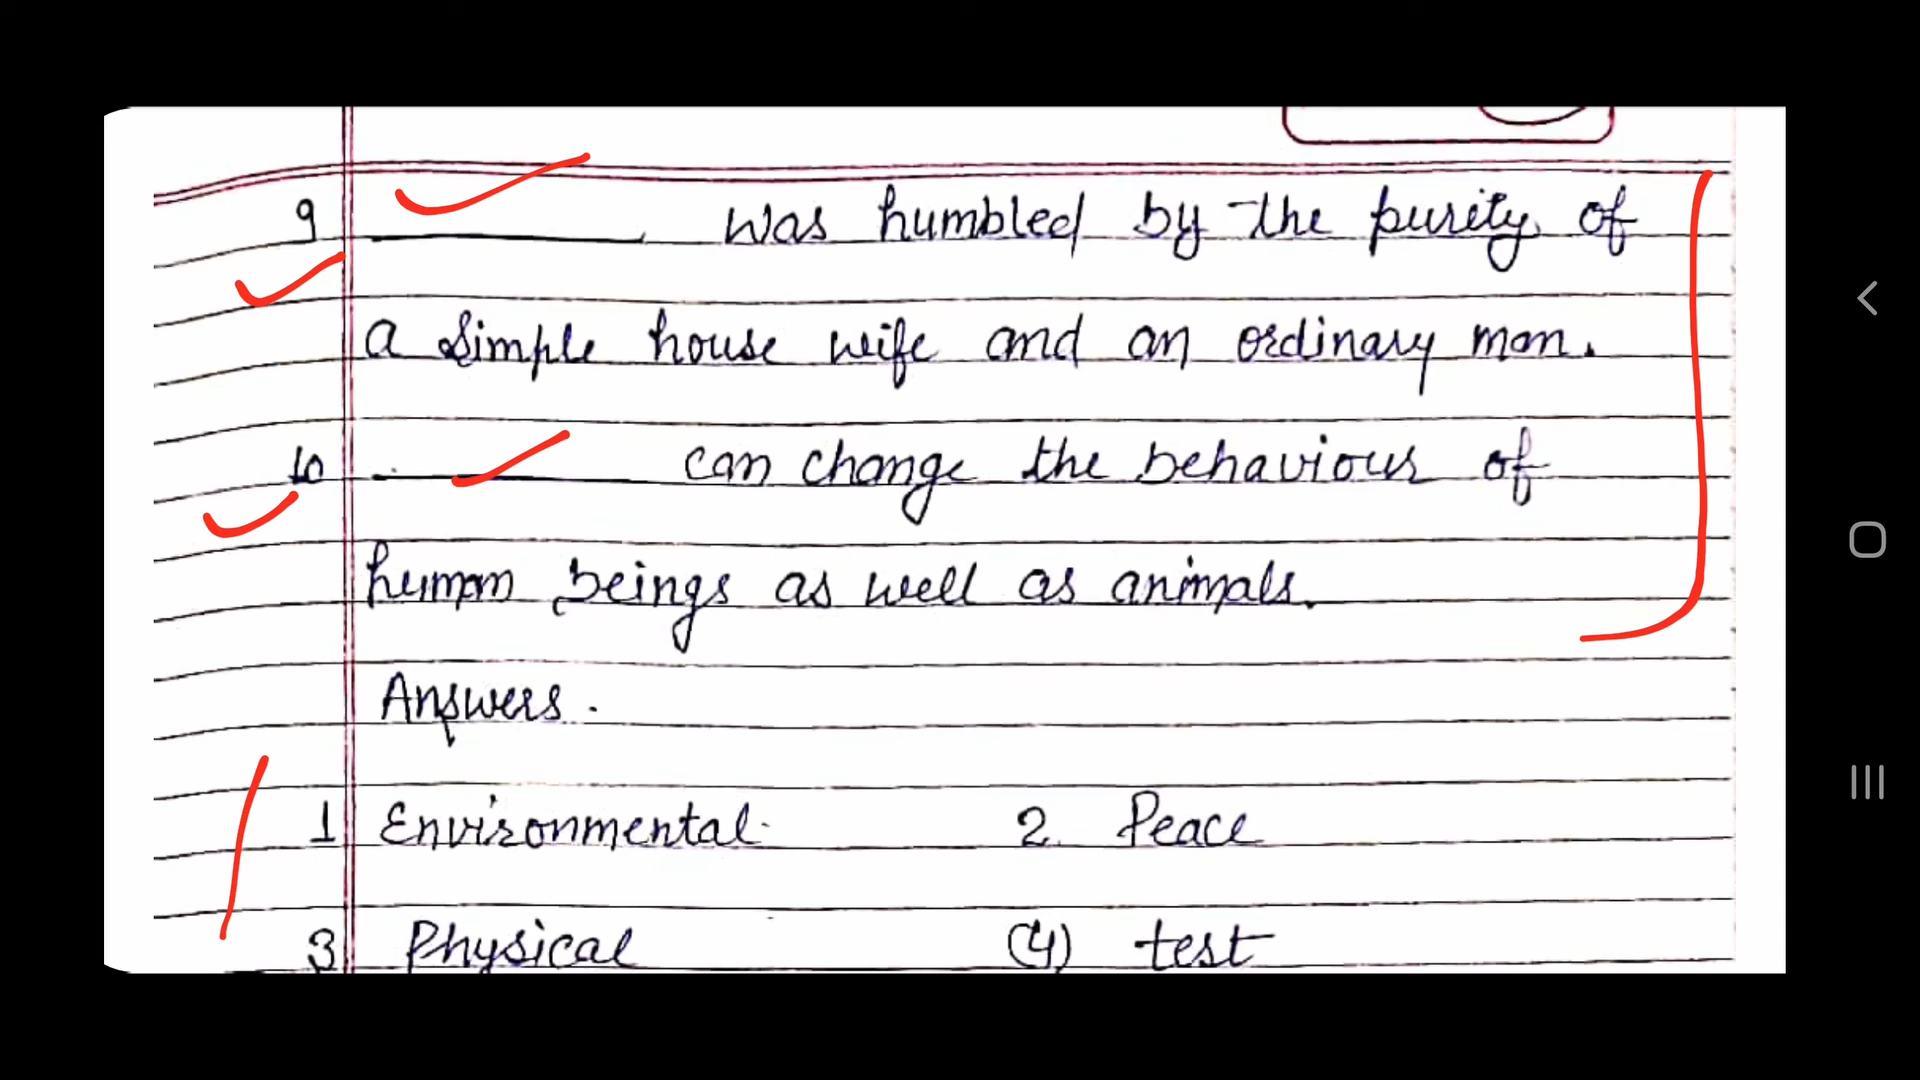 9 ________ was humbled by the purity of
a simple house wife and an ordinary man.
10 ________ can change the behaviour of
human beings as well as animals.
Answers.
1 Environmental 2. Peace
3 Physical (4) test